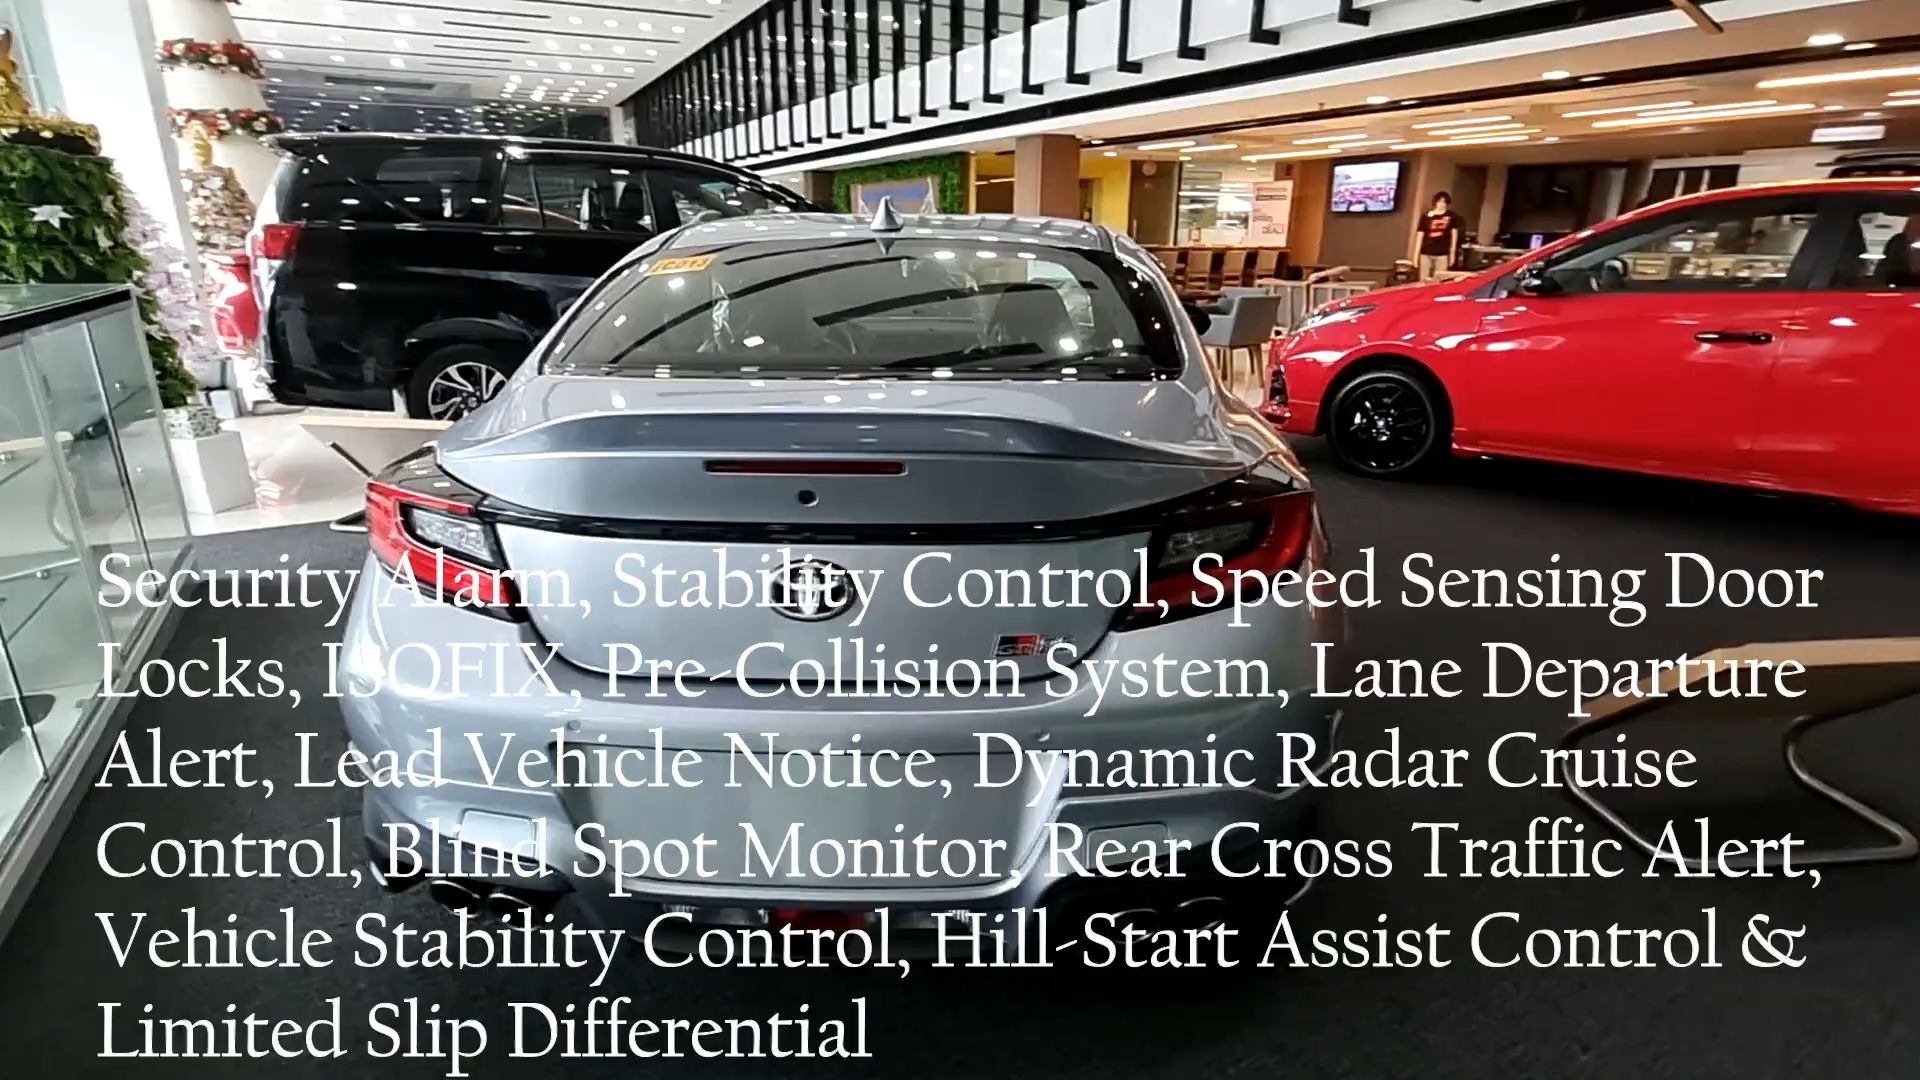 Security Alarm, Stability Control, Speed Sensing Door
Locks, ISOFIX, Pre-Collision System, Lane Departure
Alert, Lead Vehicle Notice, Dynamic Radar Cruise
Control, Blind Spot Monitor, Rear Cross Traffic Alert,
Vehicle Stability Control, Hill-Start Assist Control &
Limited Slip Differential